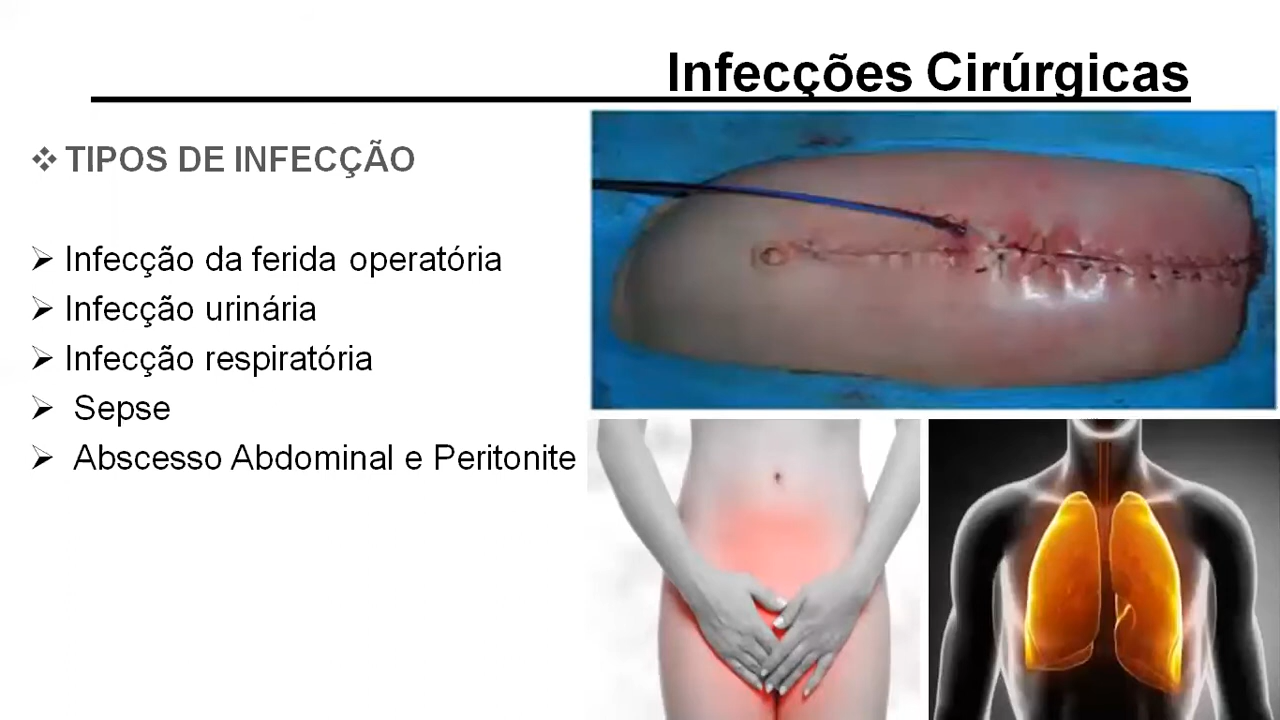 Infecções Cirúrgicas
❖ TIPOS DE INFECÇÃO
➢ Infecção da ferida operatória
➢ Infecção urinária
➢ Infecção respiratória
➢ Sepse
➢ Abscesso Abdominal e Peritonite